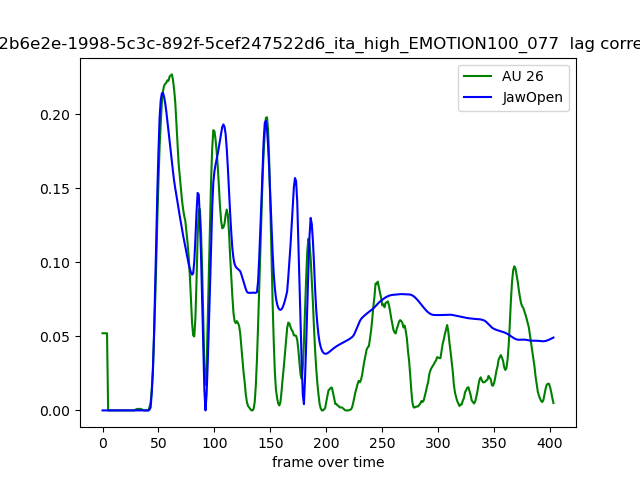 2b6e2e-1998-5c3c-892f-5cef247522d6_ita_high_EMOTION100_077  lag corre
AU 26
JawOpen
0.20
0.15
0.10
0.05
0.00
0 50 100 150 200 250 300 350 400
frame over time